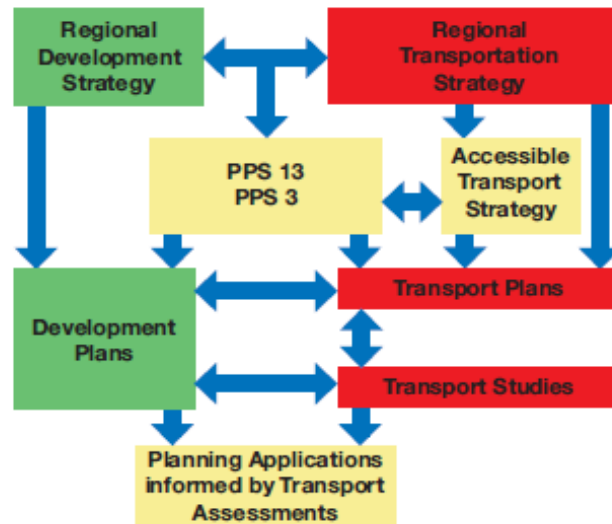 Regional
Development
Strategy
Regional
Transportation
Strategy
PPS 13
PPS 3
Accessible
Transport
Strategy
Development
Plans
Transport Plans
Transport Studies
Planning Applications
informed by Transport
Assessments